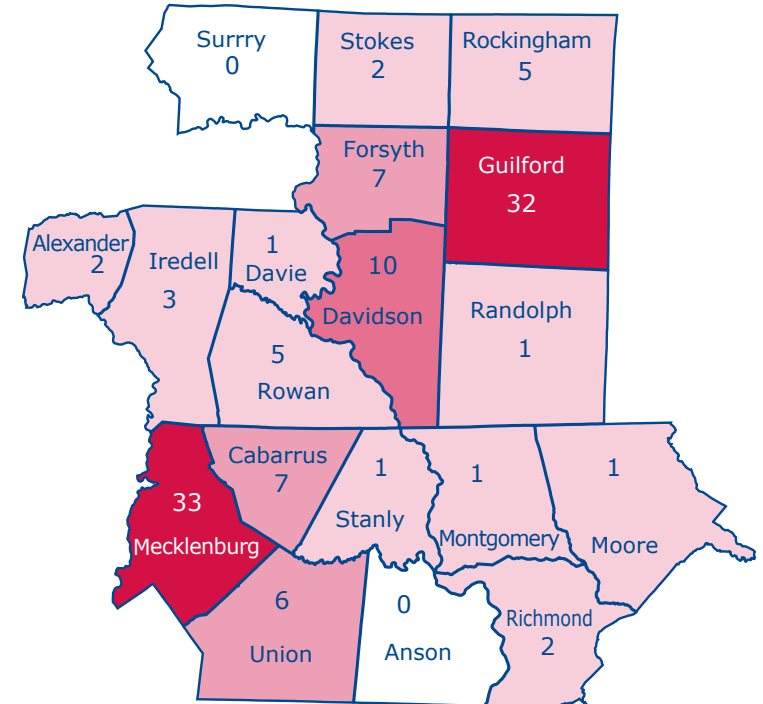 Surrry
0
Stokes
2
Rockingham
5
Forsyth
7
Guilford
32
Alexander
2
Iredell
3
1
Davie
10
Davidson
Randolph
1
5
Rowan
33
Mecklenburg
Cabarrus
7
1
Stanly
1
Montgomery
1
Moore
6
Union
0
Anson
Richmond
2